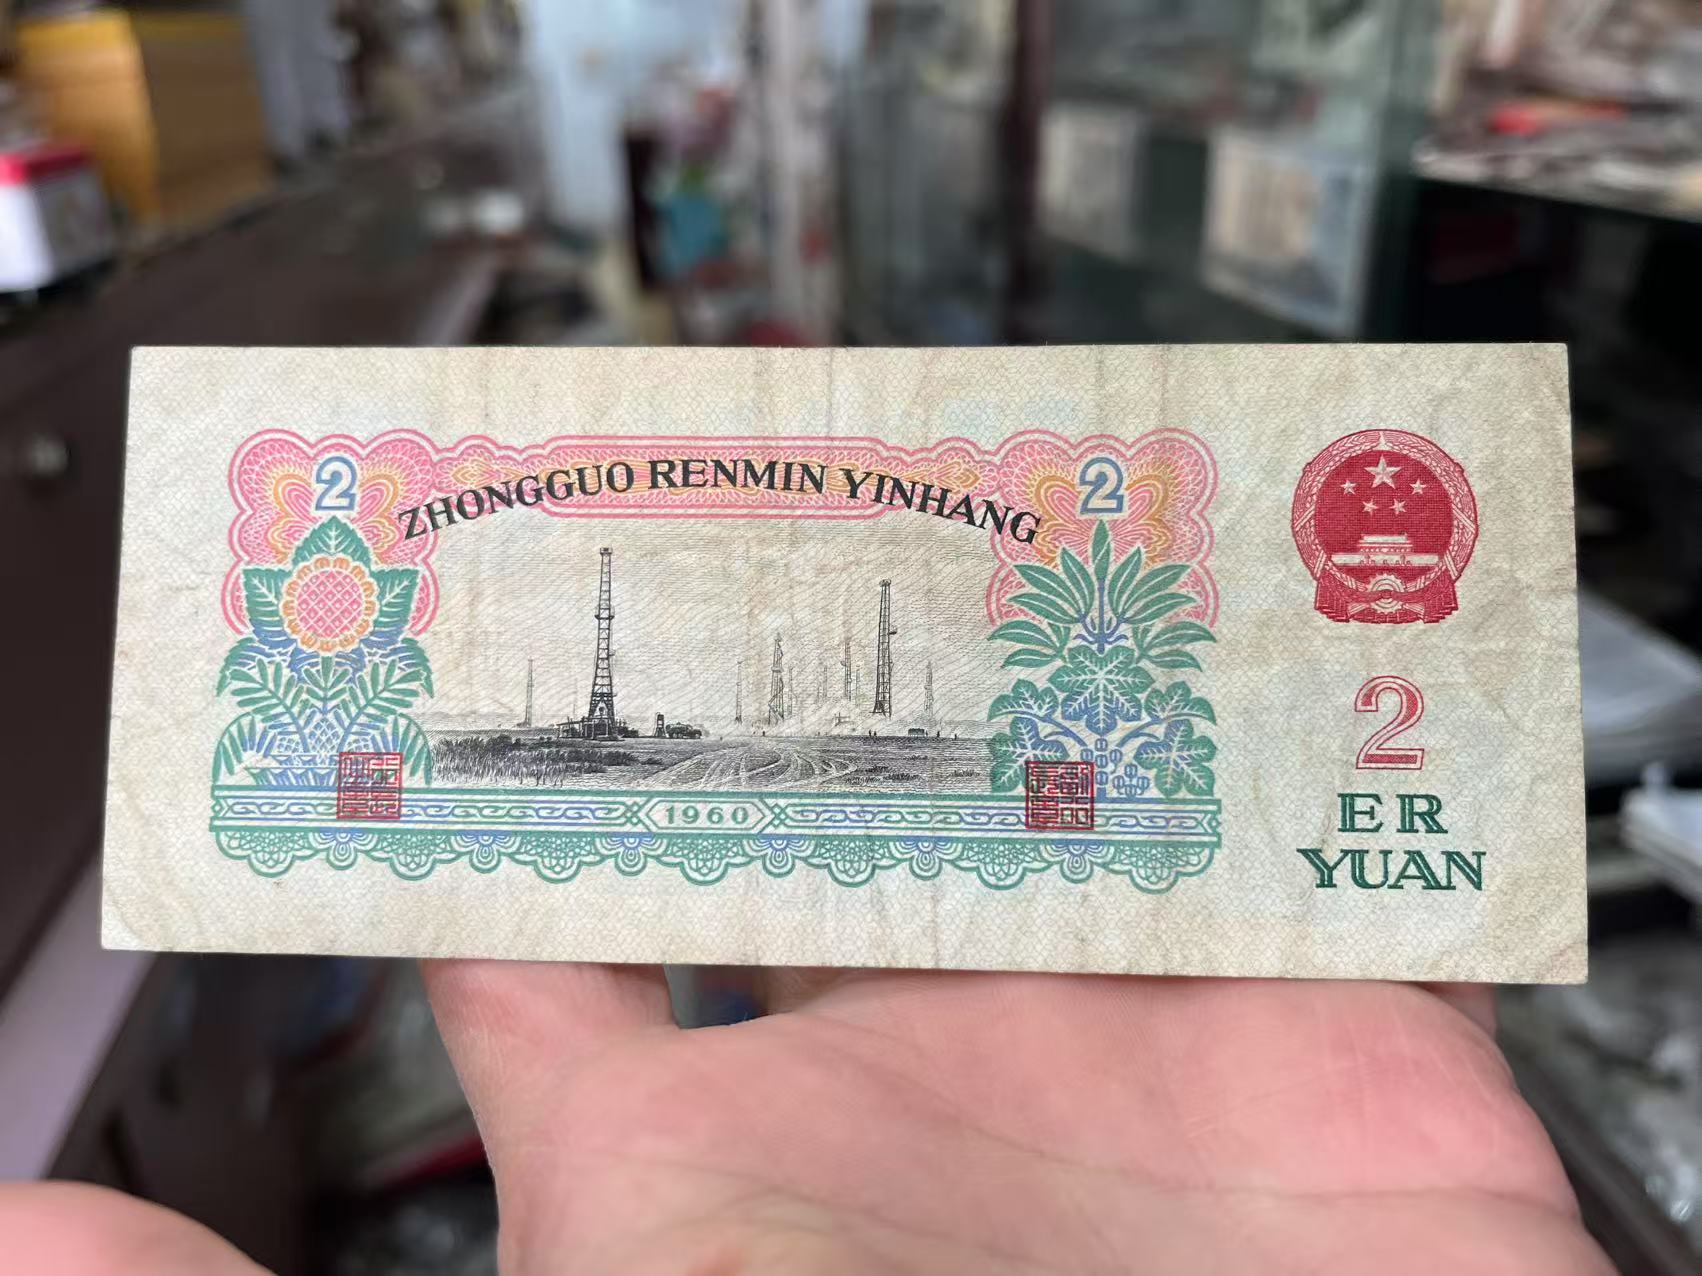 2
2
ZHONGGUO RENMIN YINHANG
1960
2
ER
YUAN